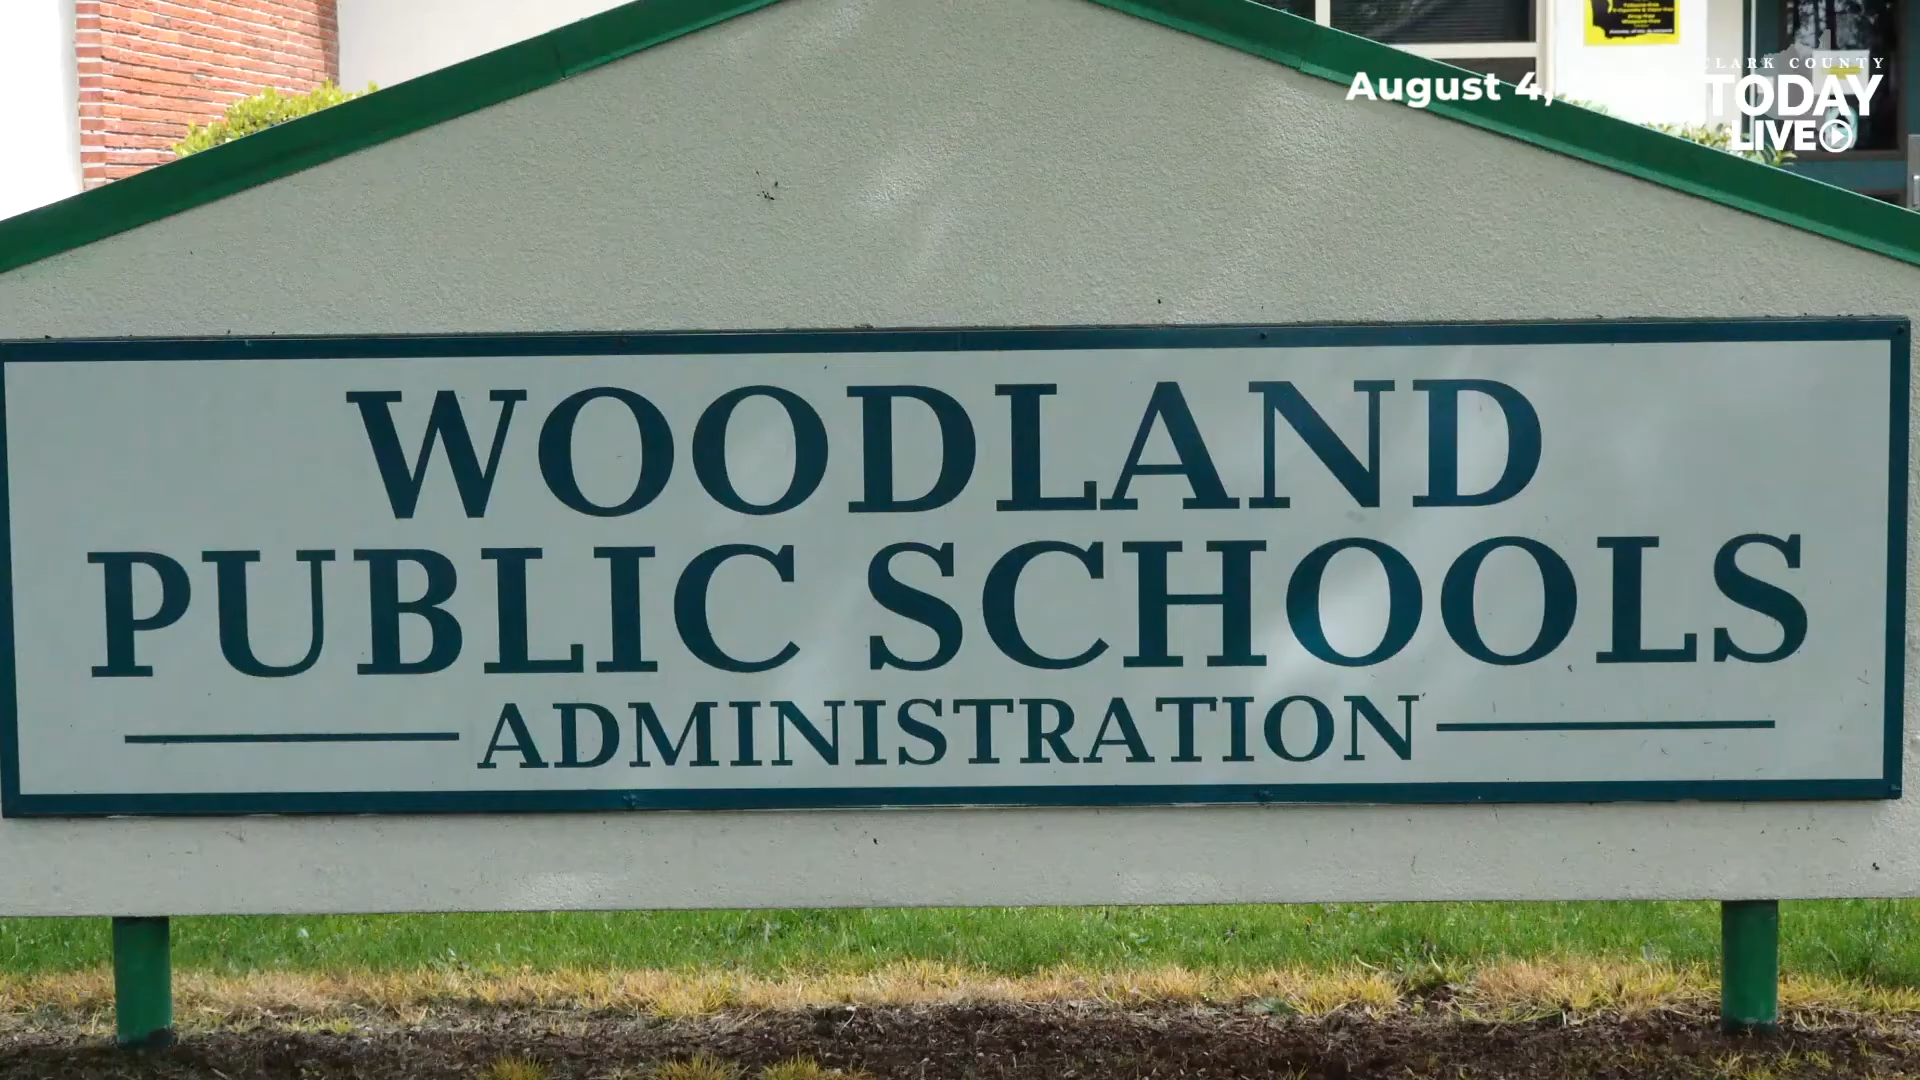 August 4,
CLARK COUNTY
TODAY
LIVE
WOODLAND
PUBLIC SCHOOLS
ADMINISTRATION